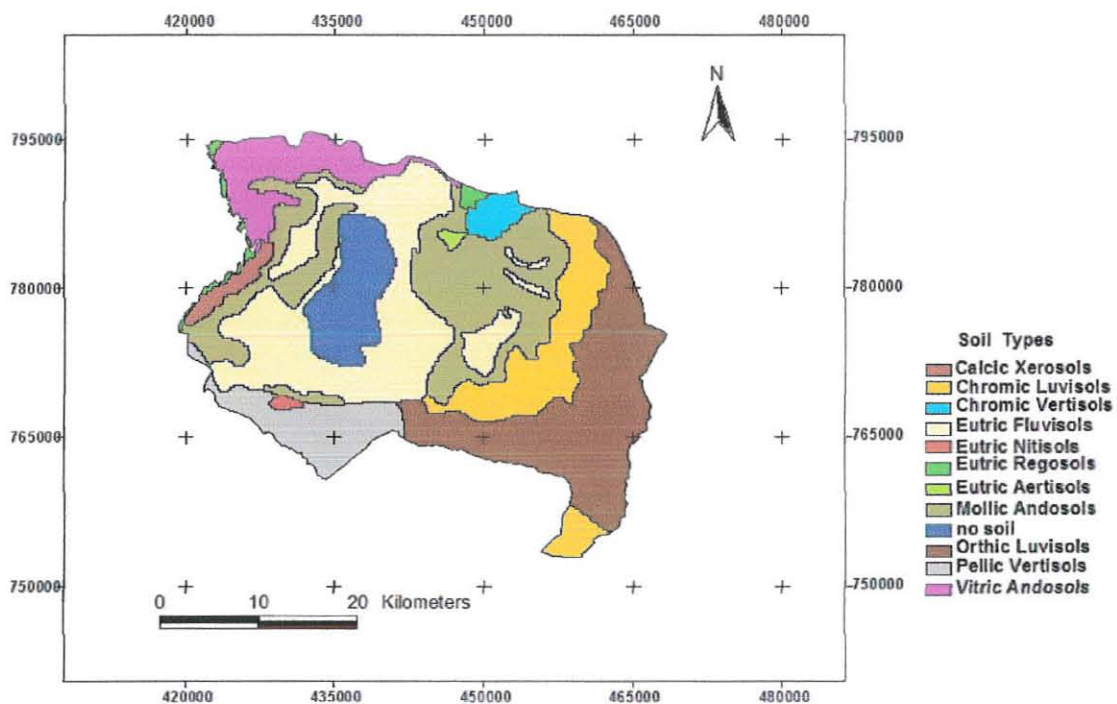 420000 435000 450000 465000 480000
N
795000 795000
780000 780000
765000 765000
750000 750000
Soil Types
Calcic Xerosols
Chromic Luvisols
Chromic Vertisols
Eutric Fluvisols
Eutric Nitisols
Eutric Regosols
Eutric Aertisols
Mollic Andosols
no soil
Orthic Luvisols
Pellic Vertisols
Vitric Andosols
0 10 20 Kilometers
420000 435000 450000 465000 480000